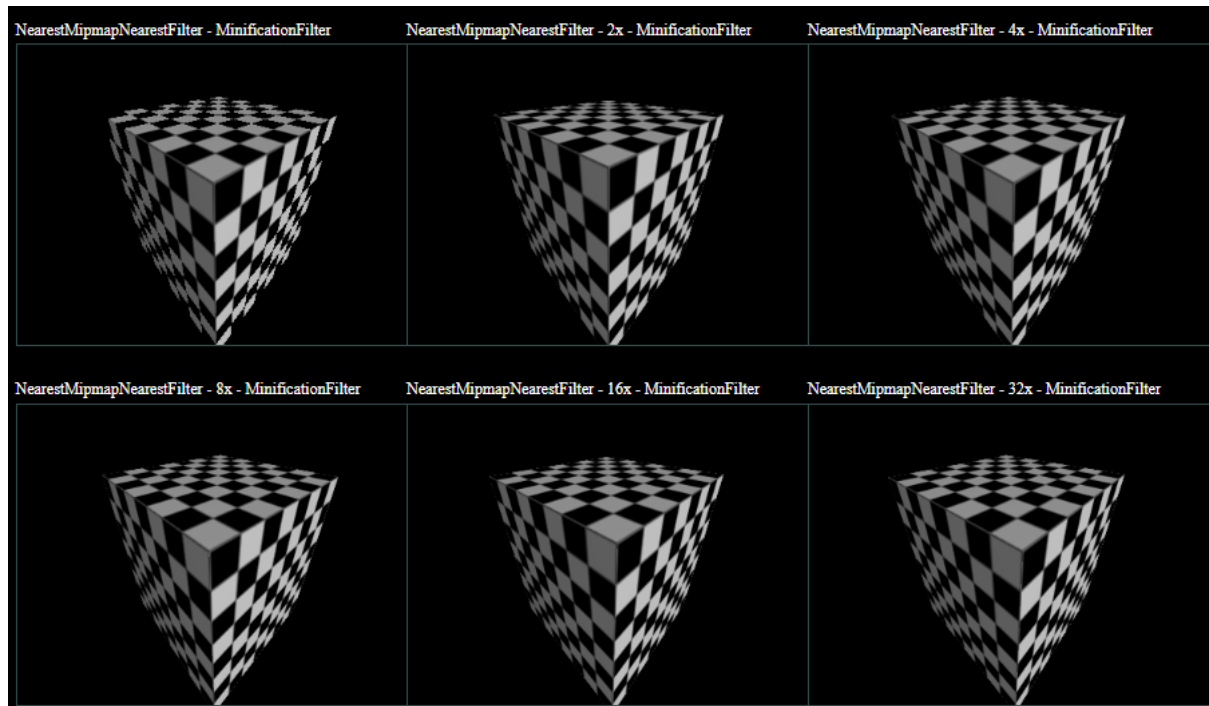 NearestMipmapNearestFilter - MinificationFilter
NearestMipmapNearestFilter - 2x - MinificationFilter
NearestMipmapNearestFilter - 4x - MinificationFilter
NearestMipmapNearestFilter - 8x - MinificationFilter
NearestMipmapNearestFilter - 16x - MinificationFilter
NearestMipmapNearestFilter - 32x - MinificationFilter